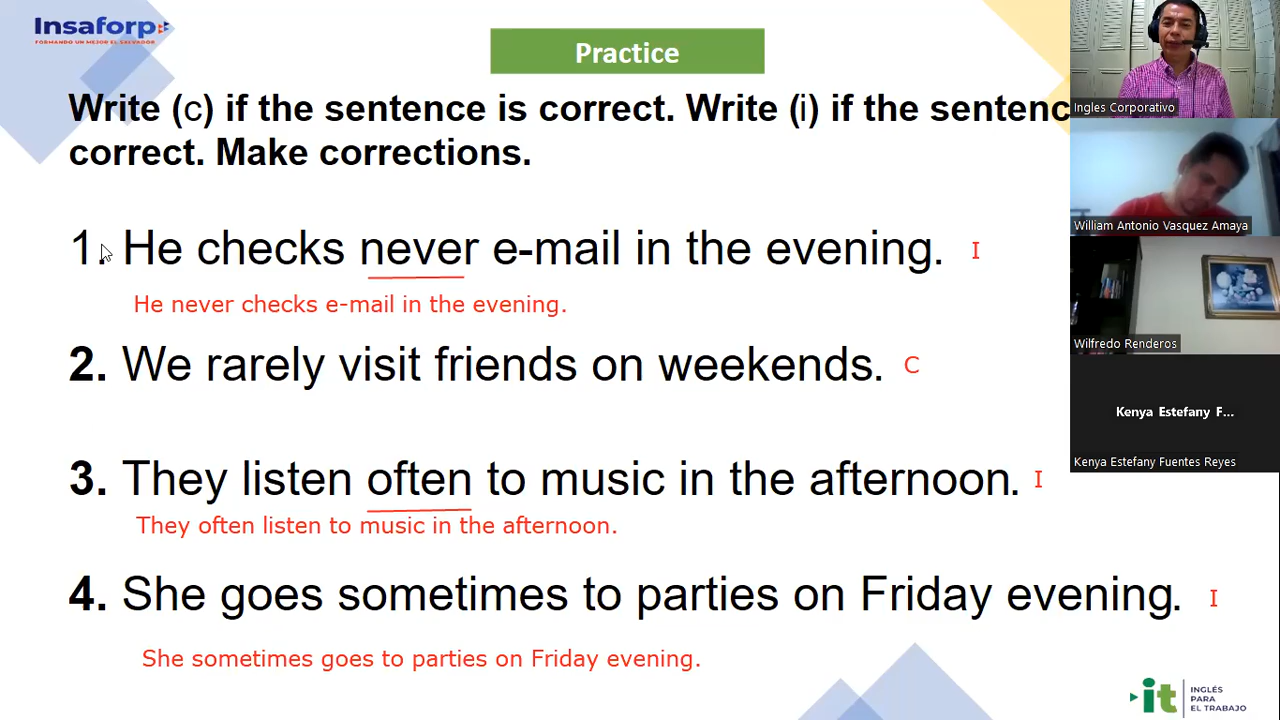 Insaforp
FORMANDO UN MEJOR EL SALVADOR
Practice
Write (c) if the sentence is correct. Write (i) if the sentenc
correct. Make corrections.
1. He checks never e-mail in the evening. I
He never checks e-mail in the evening.
2. We rarely visit friends on weekends. C
3. They listen often to music in the afternoon. I
They often listen to music in the afternoon.
4. She goes sometimes to parties on Friday evening. I
She sometimes goes to parties on Friday evening.
Ingles Corporativo
William Antonio Vasquez Amaya
Wilfredo Renderos
Kenya Estefany F...
Kenya Estefany Fuentes Reyes
it
INGLÉS
PARA
EL TRABAJO